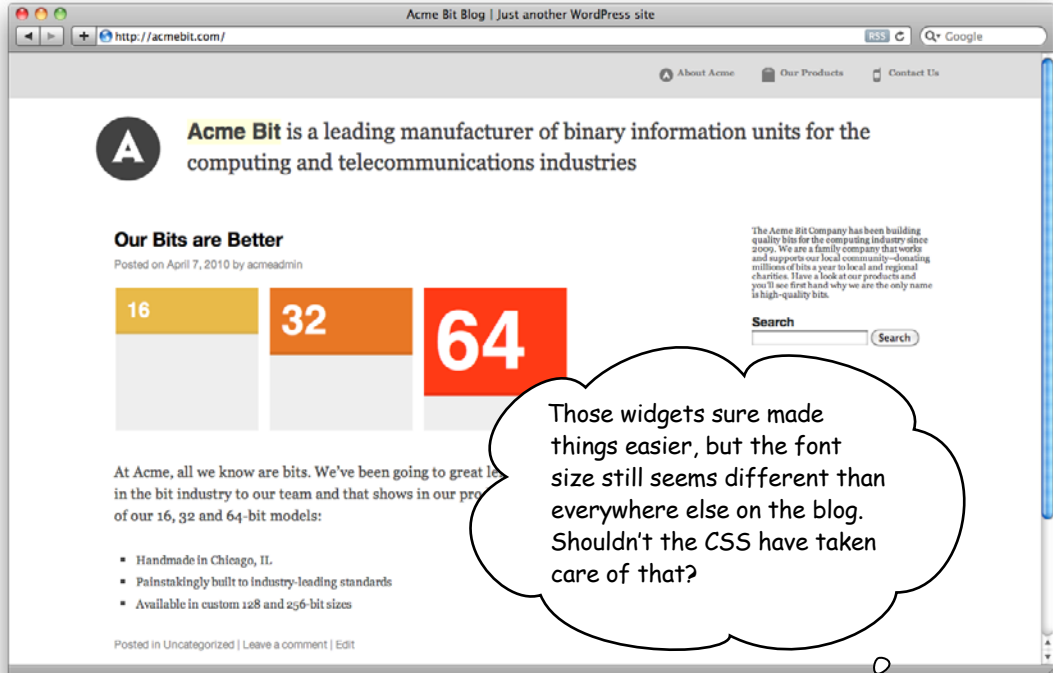 Acme Bit Blog | Just another WordPress site
http://acmebit.com/
RSS
Google
About Acme
Our Products
Contact Us
A
Acme Bit is a leading manufacturer of binary information units for the
computing and telecommunications industries
Our Bits are Better
Posted on April 7, 2010 by acmeadmin
16
32
64
At Acme, all we know are bits. We've been going to great
in the bit industry to our team and that shows in our
of our 16, 32 and 64-bit models:
Handmade in Chicago, IL
Painstakingly built to industry-leading standards
Available in custom 128 and 256-bit sizes
Posted in Uncategorized | Leave a comment | Edit
The Acme Bit Company has been building
quality bits for the computing industry since
2009. We are a family company that works
and supports our local community—donating
millions of bits a year to local and regional
charities. Have a look at our products and
you'll see first hand why we are the only name
is high-quality bits.
Search
Search
Those widgets sure made
things easier, but the font
size still seems different than
everywhere else on the blog.
Shouldn't the CSS have taken
care of that?